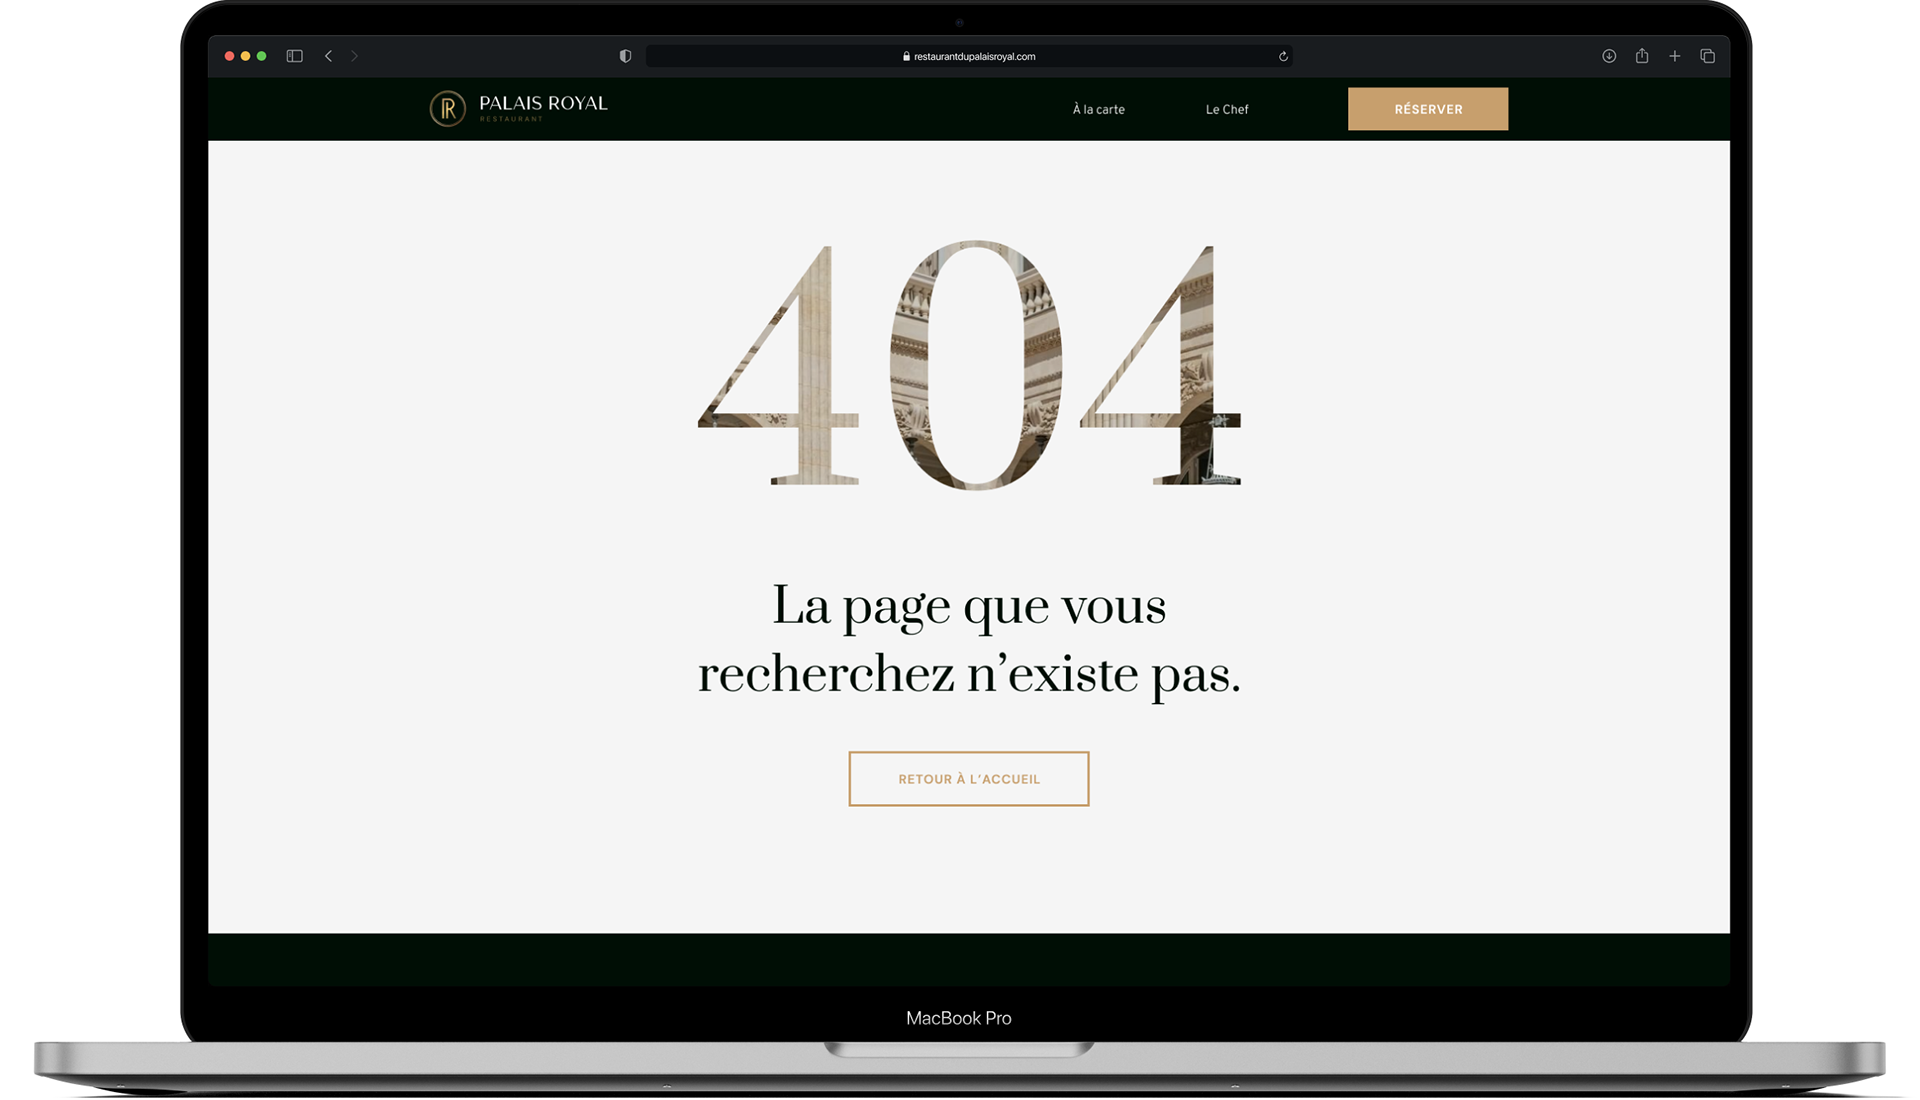 restaurantdupalaisroyal.com
PALAIS ROYAL
RESTAURANT
À la carte
Le Chef
RÉSERVER
404
La page que vous
recherchez n’existe pas.
RETOUR À L’ACCUEIL
MacBook Pro